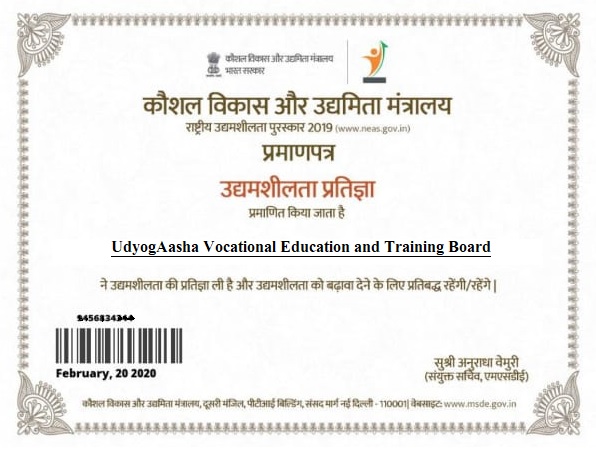 कौशल विकास और उद्यमिता मंत्रालय
भारत सरकार
कौशल विकास और उद्यमिता मंत्रालय
राष्ट्रीय उद्यमशीलता पुरस्कार 2019 (www.neas.gov.in)
प्रमाणपत्र
उद्यमशीलता प्रतिज्ञा
प्रमाणित किया जाता है
UdyogAasha Vocational Education and Training Board
ने उद्यमशीलता की प्रतिज्ञा ली है और उद्यमशीलता को बढ़ावा देने के लिए प्रतिबद्ध रहेंगी/रहेंगे|
February, 20 2020
सुश्री अनुराधा वेमुरी
(संयुक्त सचिव, एमएसडीई)
कौशल विकास और उद्यमिता मंत्रालय, दूसरी मंजिल, पीटीआई बिल्डिंग, संसद मार्ग नई दिल्ली - 110001| वेबसाइट: www.msde.gov.in